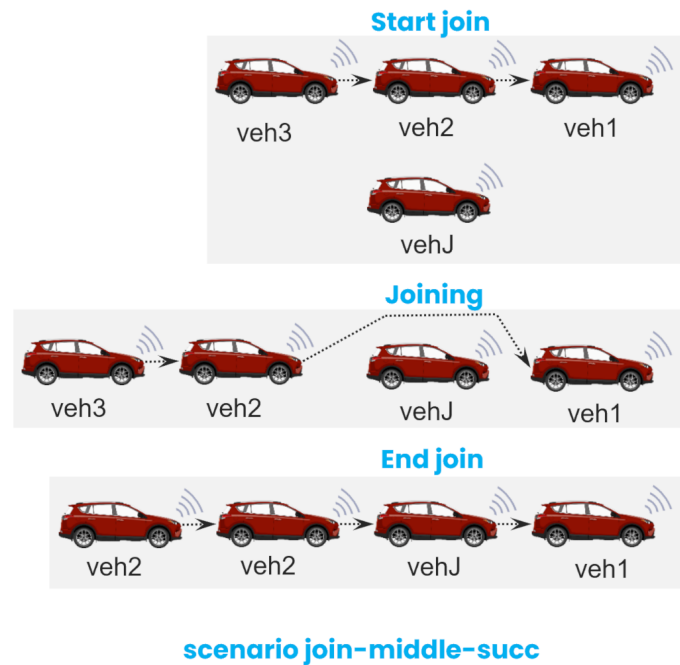 Start join
veh3 veh2 veh1
vehJ
Joining
veh3 veh2 vehJ veh1
End join
veh2 veh2 vehJ veh1
scenario join-middle-succ